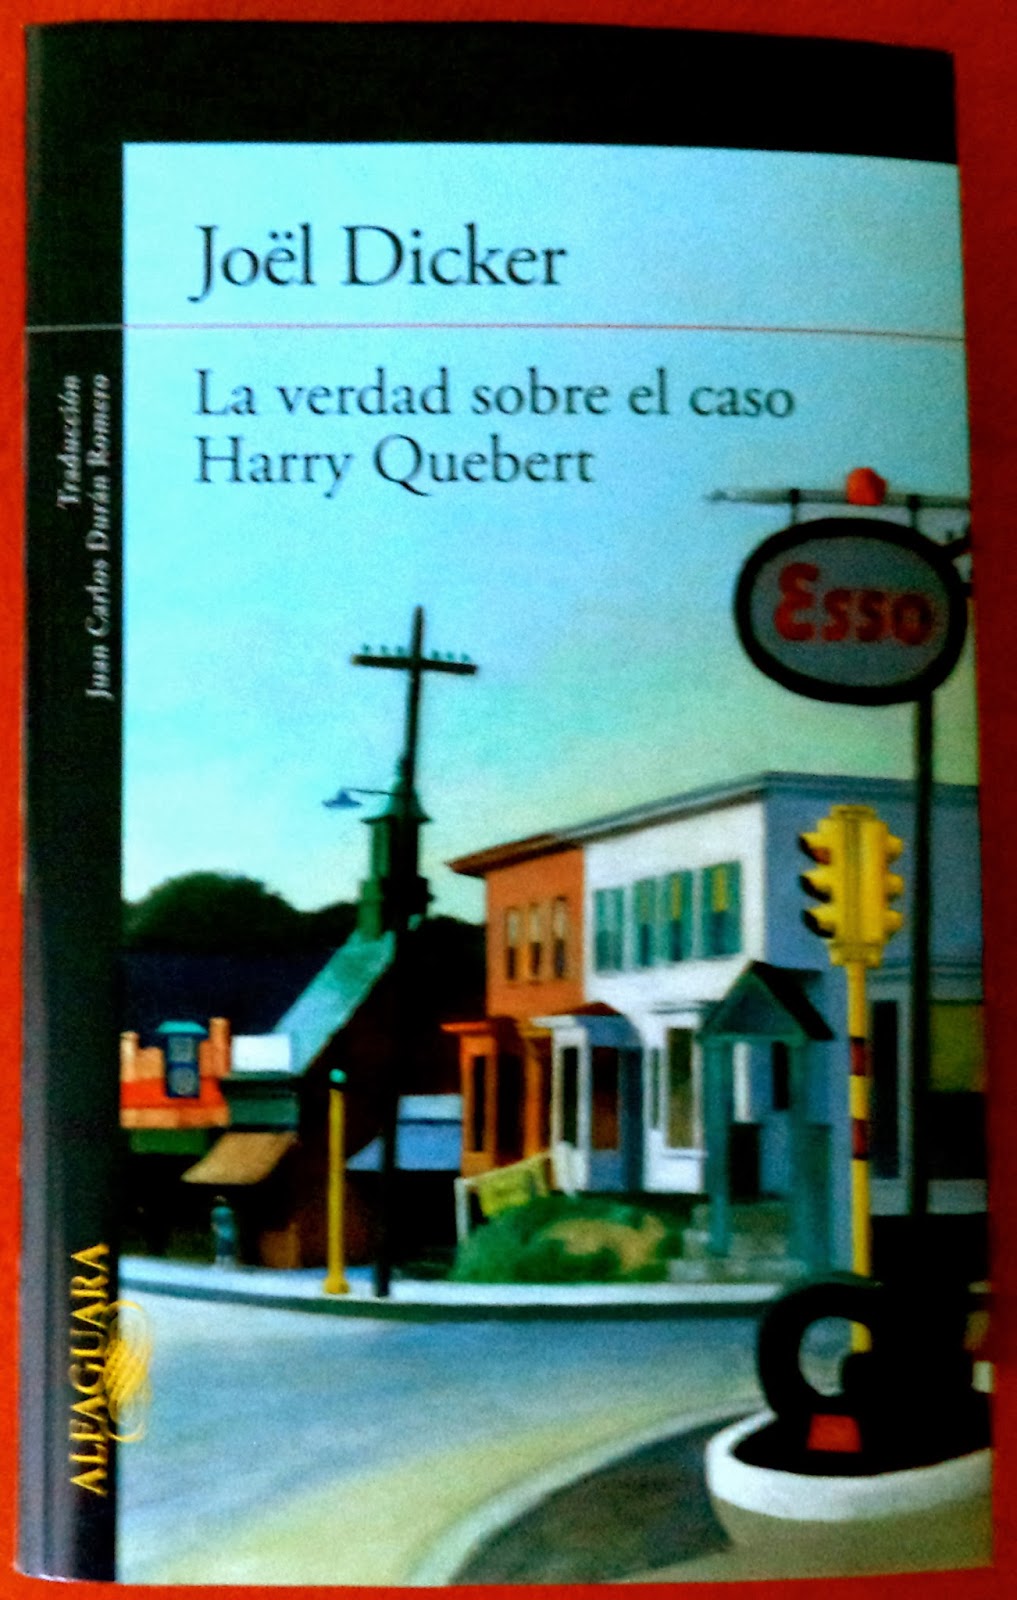 Joël Dicker
La verdad sobre el caso
Harry Quebert
Traducción
Juan Carlos Durán Romero
Esso
ALFAGUARA